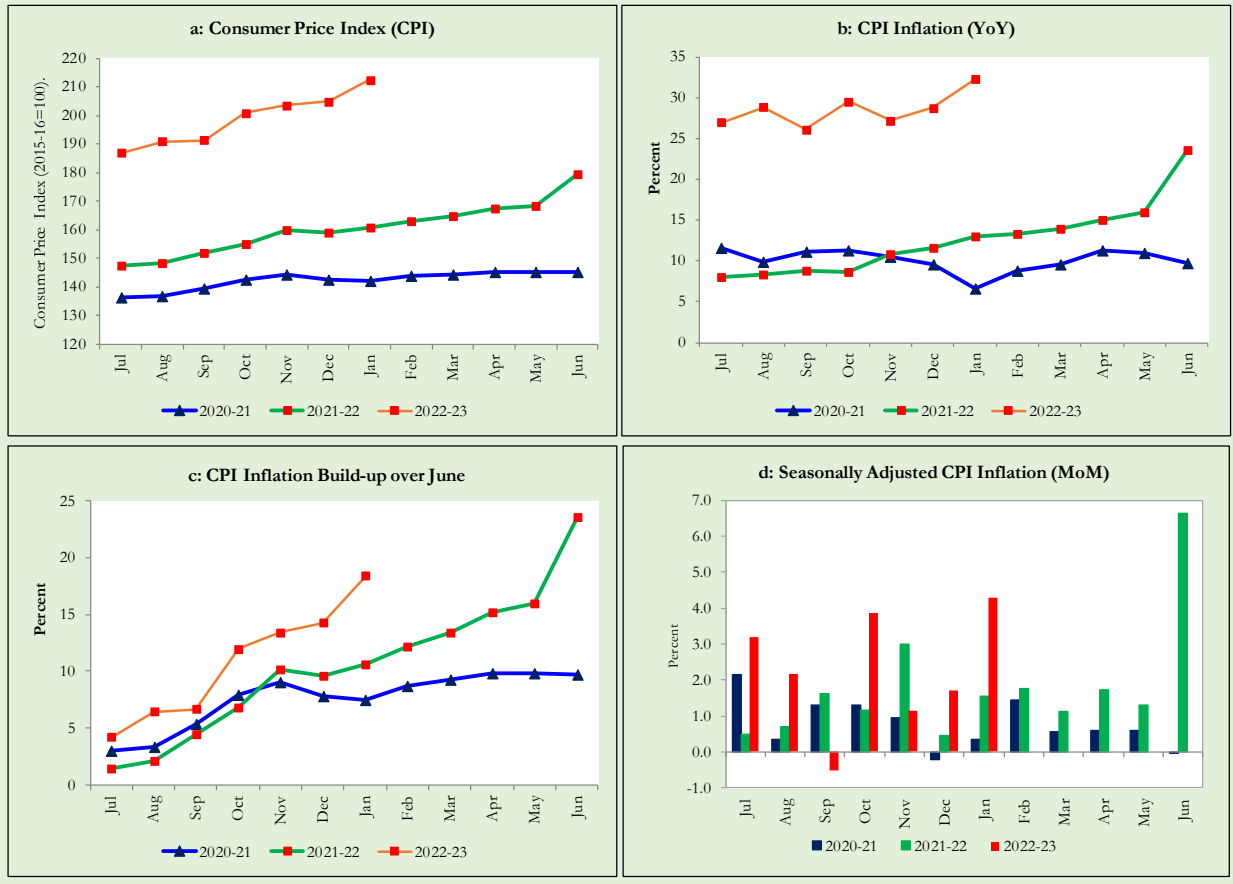 a: Consumer Price Index (CPI)
Consumer Price Index (2015-16=100).
220
210
200
190
180
170
160
150
140
130
120
Jul
Aug
Sep
Oct
Nov
Dec
Jan
Feb
Mar
Apr
May
Jun
2020-21 2021-22 2022-23
b: CPI Inflation (YoY)
Percent
35
30
25
20
15
10
5
0
Jul
Aug
Sep
Oct
Nov
Dec
Jan
Feb
Mar
Apr
May
Jun
2020-21 2021-22 2022-23
c: CPI Inflation Build-up over June
Percent
25
20
15
10
5
0
Jul
Aug
Sep
Oct
Nov
Dec
Jan
Feb
Mar
Apr
May
Jun
2020-21 2021-22 2022-23
d: Seasonally Adjusted CPI Inflation (MoM)
Percent
7.0
6.0
5.0
4.0
3.0
2.0
1.0
0.0
-1.0
Jul
Aug
Sep
Oct
Nov
Dec
Jan
Feb
Mar
Apr
May
Jun
2020-21 2021-22 2022-23